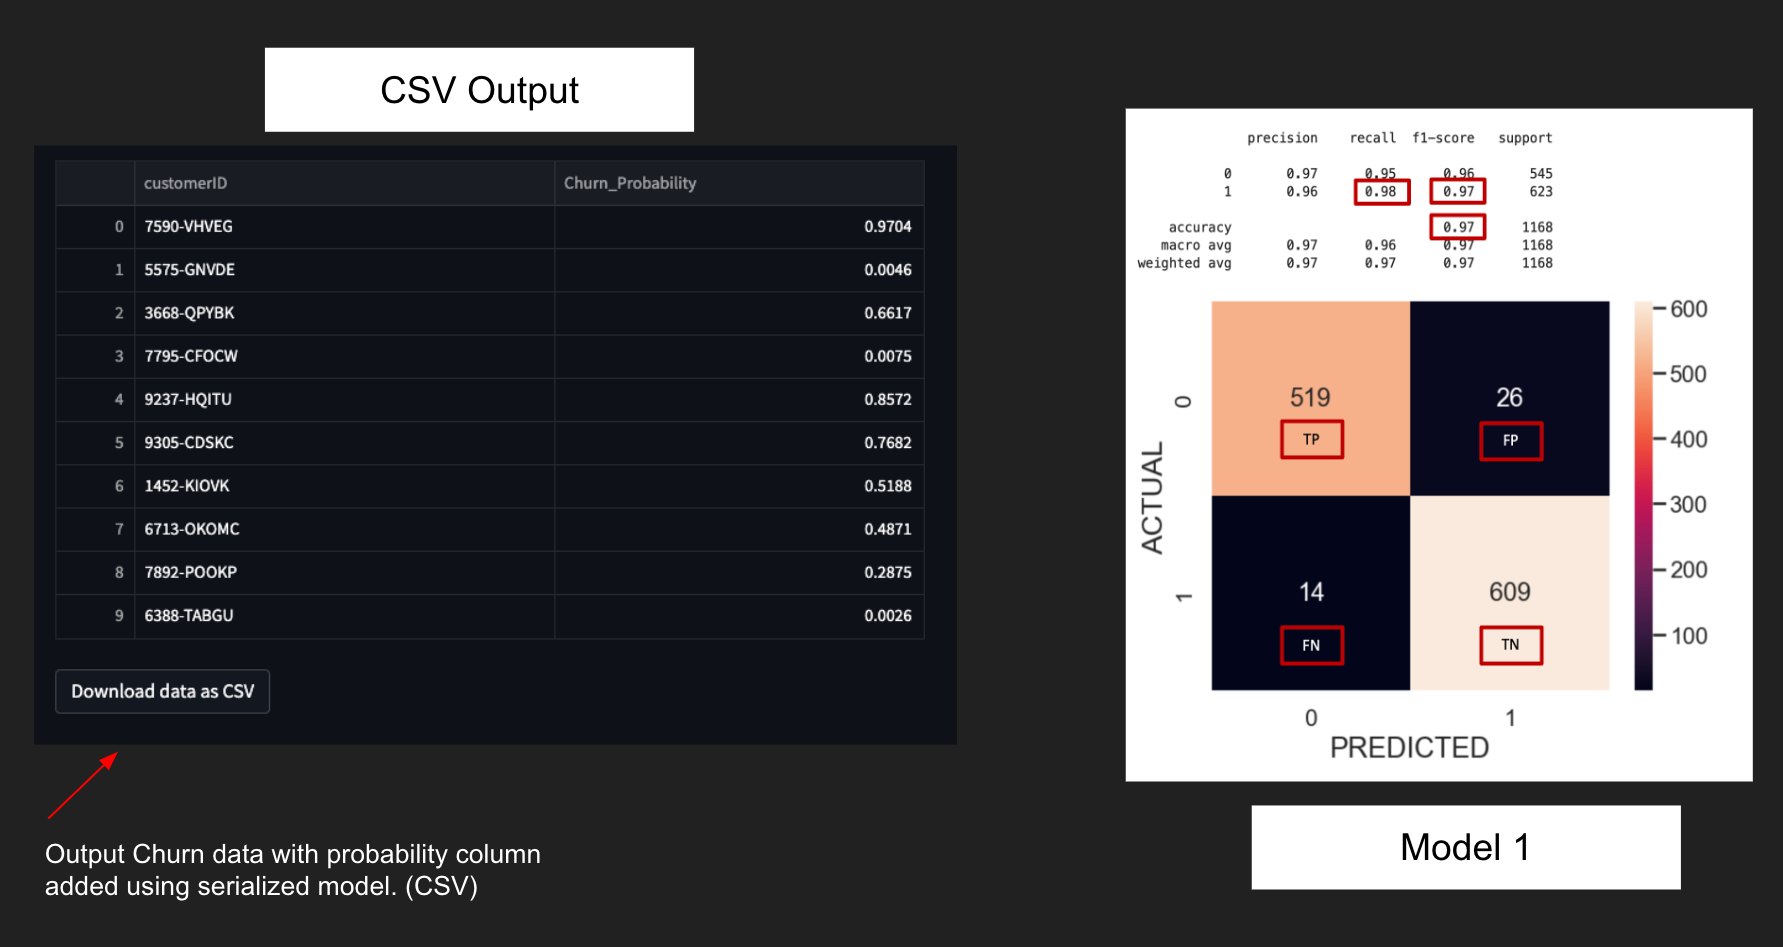 CSV Output
customerID Churn_Probability
0 7590-VHVEG 0.9704
1 5575-GNVDE 0.0046
2 3668-QPYBK 0.6617
3 7795-CFOCW 0.0075
4 9237-HQITU 0.8572
5 9305-CDSKC 0.7682
6 1452-KIOVK 0.5188
7 6713-OKOMC 0.4871
8 7892-POOKP 0.2875
9 6388-TABGU 0.0026
Download data as CSV
Output Churn data with probability column
added using serialized model. (CSV)
precision recall f1-score support
0 0.97 0.95 0.96 545
1 0.96 0.98 0.97 623
accuracy 0.97 1168
macro avg 0.97 0.96 0.97 1168
weighted avg 0.97 0.97 0.97 1168
ACTUAL
0
1
519
TP
26
FP
14
FN
609
TN
0 1
PREDICTED
600
500
400
300
200
100
Model 1